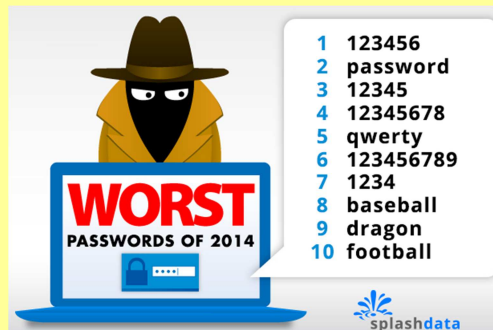 WORST
PASSWORDS OF 2014
1 123456
2 password
3 12345
4 12345678
5 qwerty
6 123456789
7 1234
8 baseball
9 dragon
10 football
splashdata